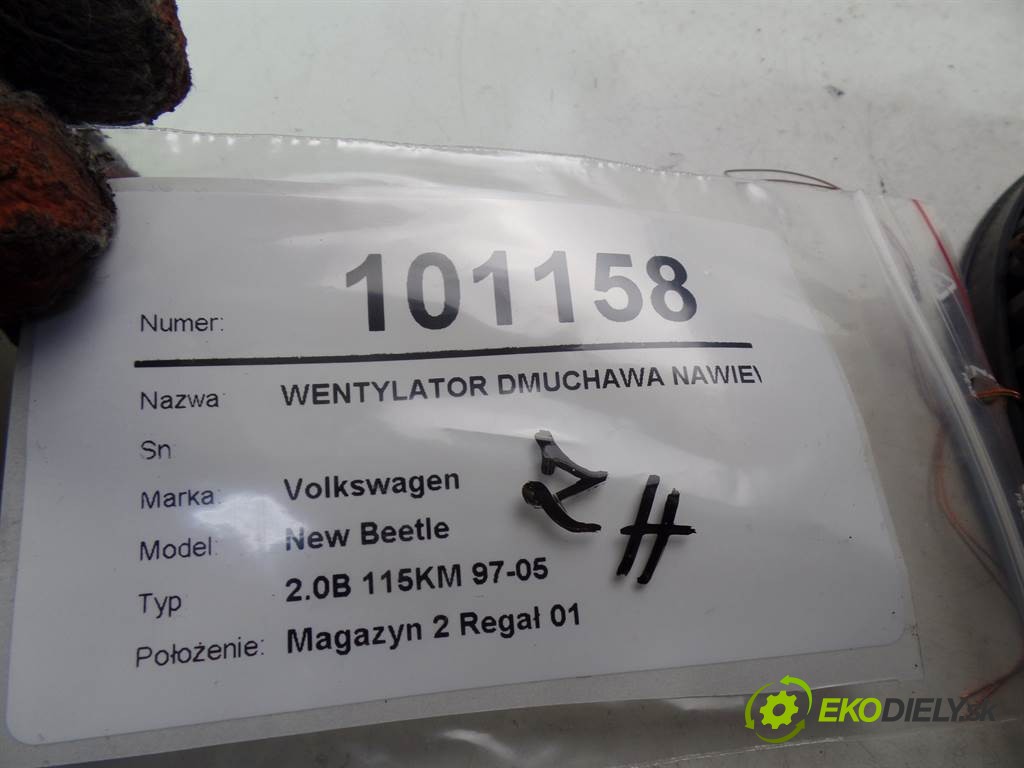 Numer: 101158
Nazwa: WENTYLATOR DMUCHAWA NAWIEW
Sn
Marka: Volkswagen
Model: New Beetle
Typ 2.0B 115KM 97-05
Położenie: Magazyn 2 Regał 01
EKODIELY.SK